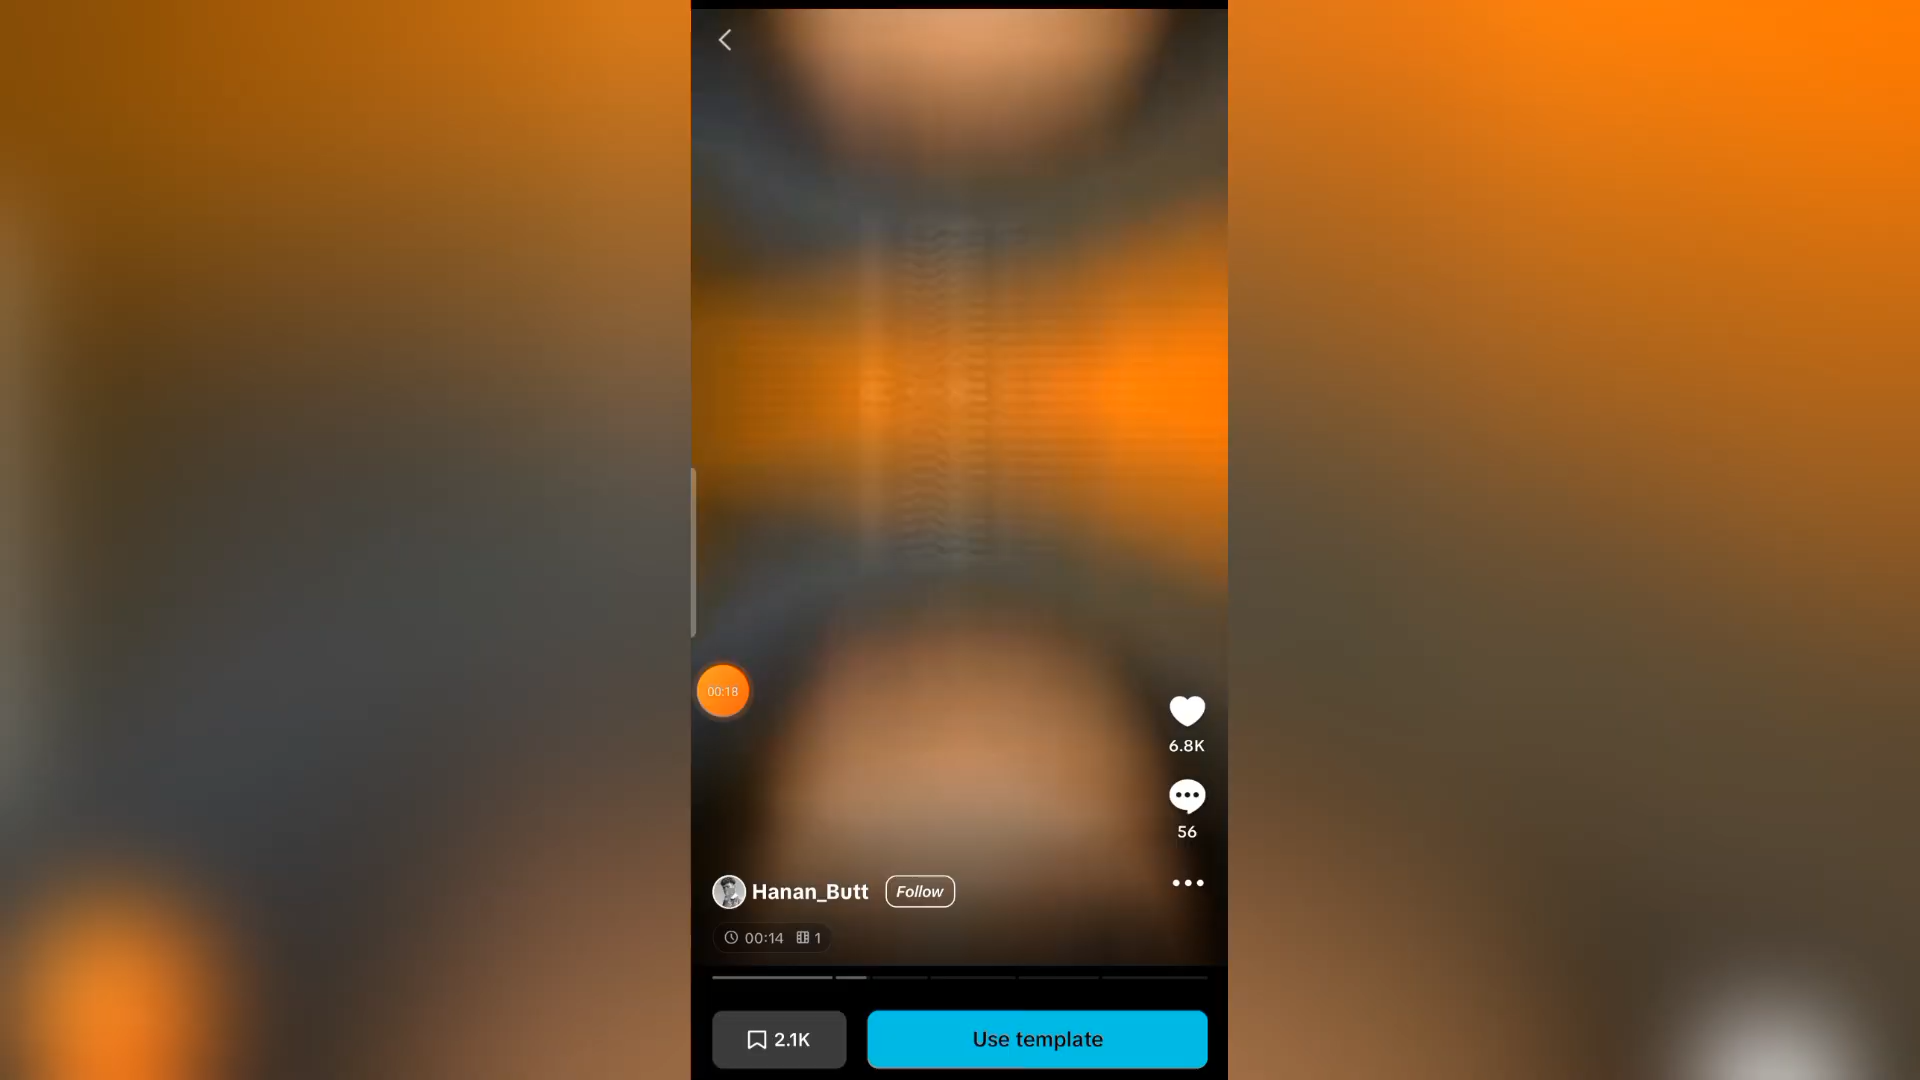 00:18
6.8K
56
Hanan_Butt Follow
00:14 1
2.1K Use template